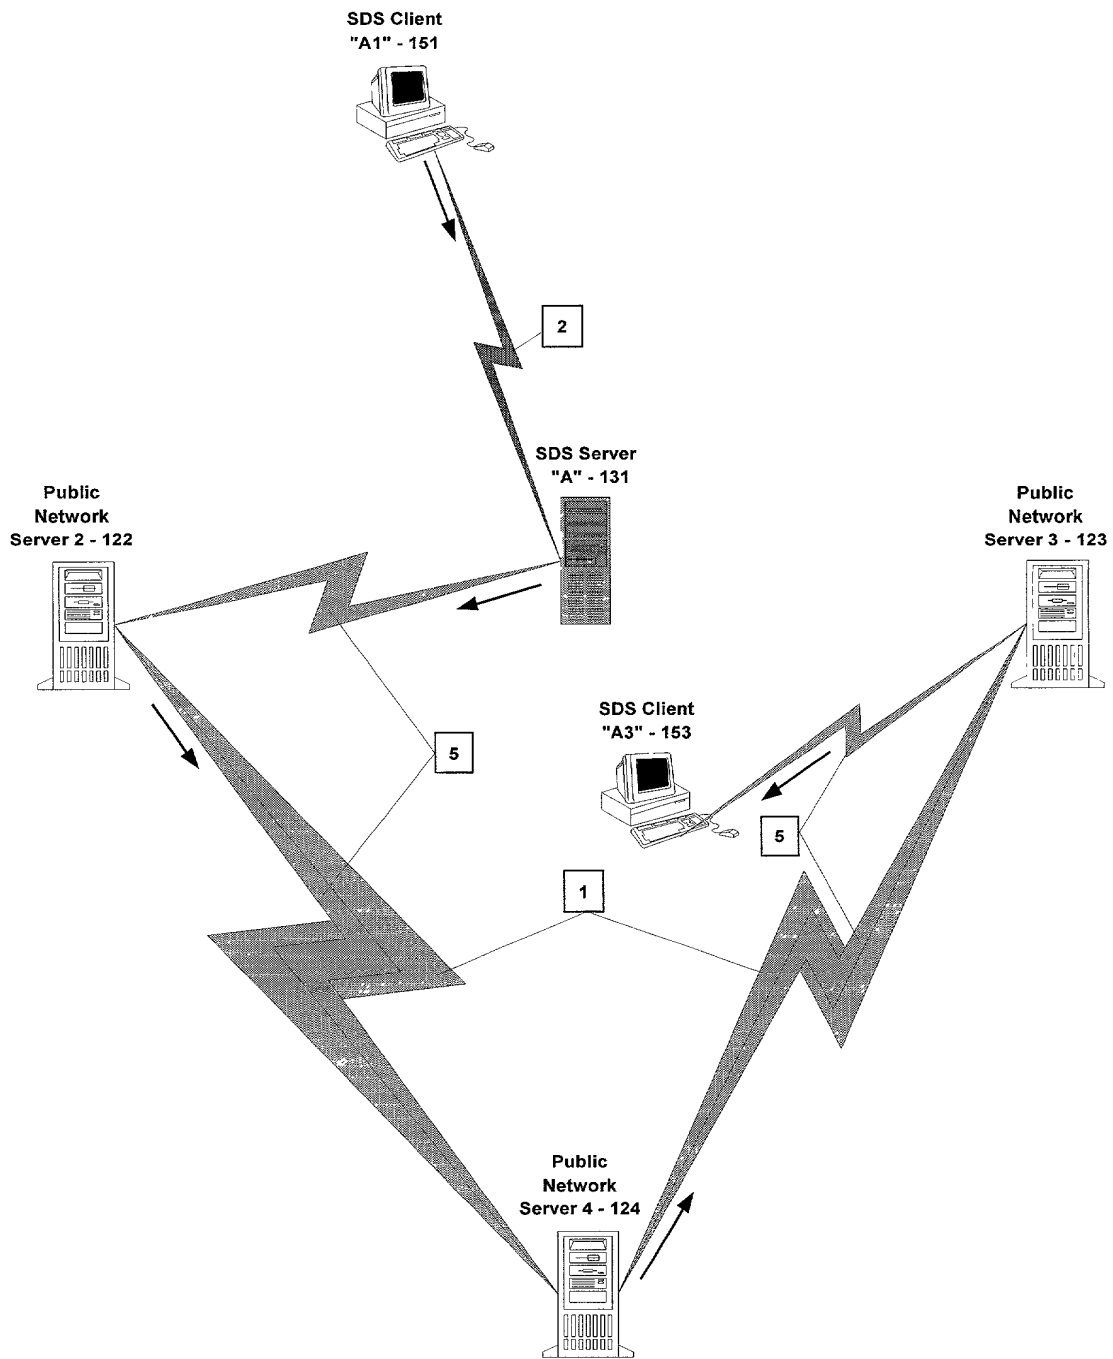 SDS Client
"A1" - 151
2
SDS Server
"A" - 131
Public
Network
Server 2 - 122
Public
Network
Server 3 - 123
SDS Client
"A3" - 153
5
5
1
Public
Network
Server 4 - 124